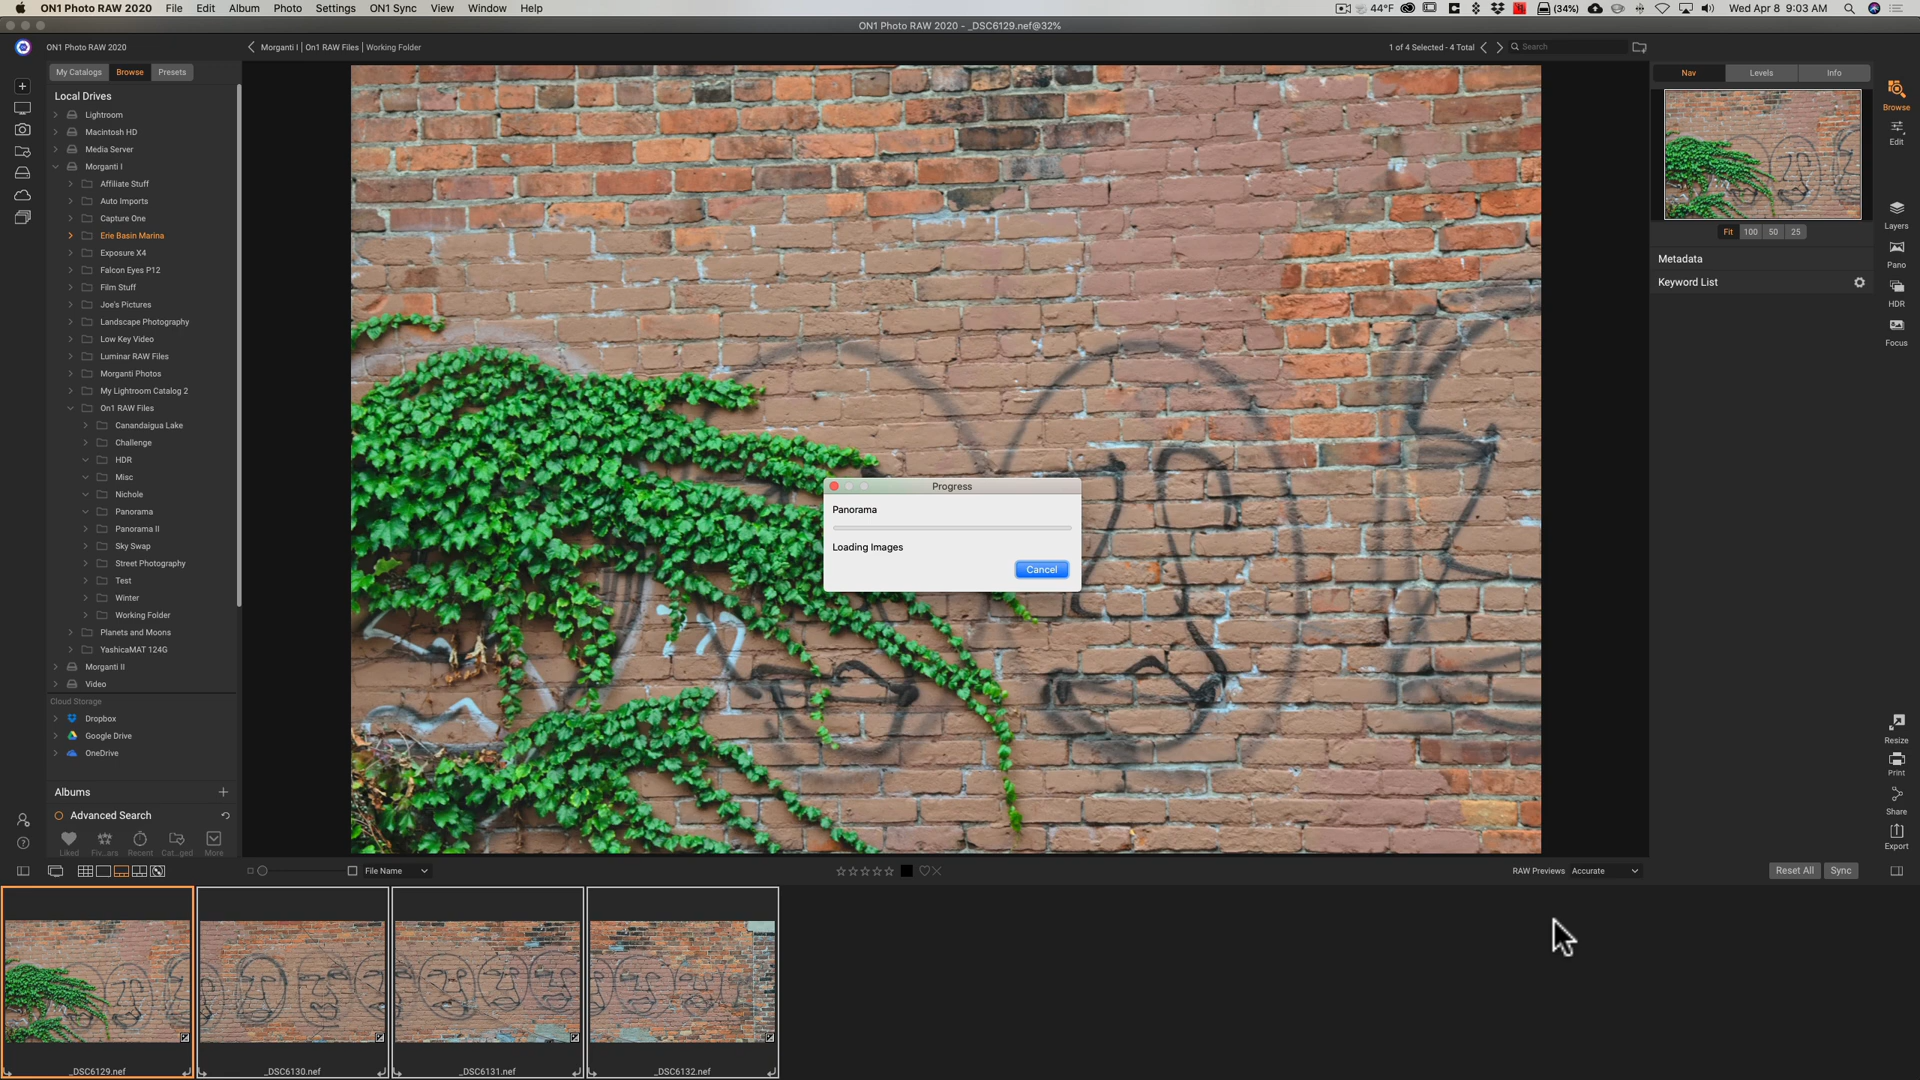 ON1 Photo RAW 2020 File Edit Album Photo Settings ON1 Sync View Window Help 44°F (34%) Wed Apr 8 9:03 AM
ON1 Photo RAW 2020 - _DSC6129.nef@32%
ON1 Photo RAW 2020
Morganti I | On1 RAW Files | Working Folder
1 of 4 Selected - 4 Total
Search
My Catalogs Browse Presets
Local Drives
Lightroom
Macintosh HD
Media Server
Morganti I
Affiliate Stuff
Auto Imports
Capture One
Erie Basin Marina
Exposure X4
Falcon Eyes P12
Film Stuff
Joe's Pictures
Landscape Photography
Low Key Video
Luminar RAW Files
Morganti Photos
My Lightroom Catalog 2
On1 RAW Files
Canandaigua Lake
Challenge
HDR
Misc
Nichole
Panorama
Panorama II
Sky Swap
Street Photography
Test
Winter
Working Folder
Planets and Moons
YashicaMAT 124G
Morganti II
Video
Cloud Storage
Dropbox
Google Drive
OneDrive
Albums
Advanced Search
Liked Fiv...ars Recent Cat...ged More
Progress
Panorama
Loading Images
Cancel
Nav Levels Info
Fit 100 50 25
Metadata
Keyword List
Browse
Edit
Layers
Pano
HDR
Focus
Resize
Print
Share
Export
File Name
RAW Previews Accurate
Reset All Sync
_DSC6129.nef
_DSC6130.nef
_DSC6131.nef
_DSC6132.nef